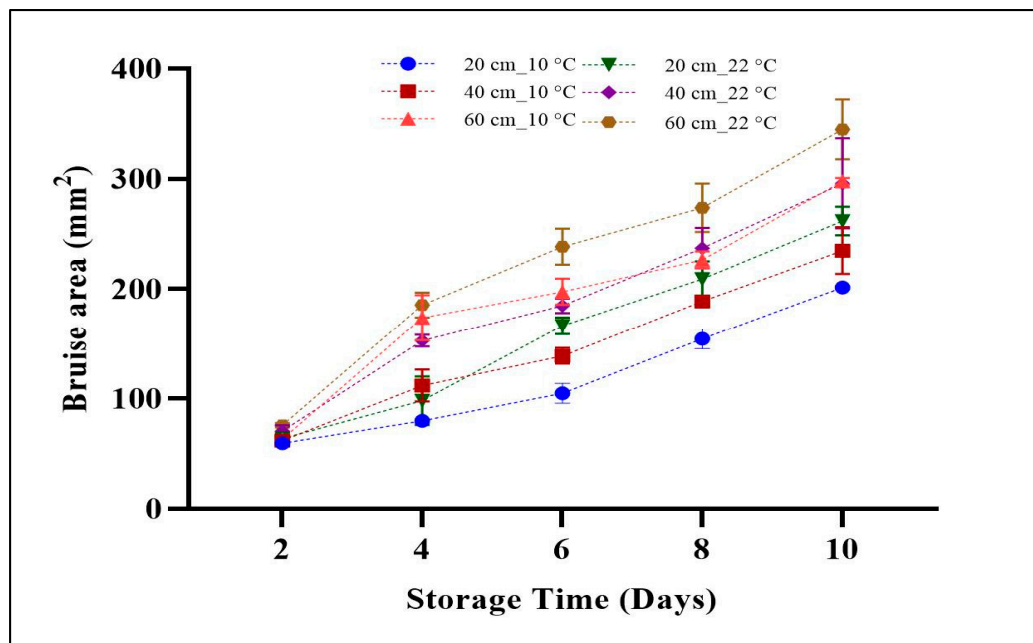 400
300
200
100
0
Bruise area (mm²)
20 cm_10 °C
40 cm_10 °C
60 cm_10 °C
20 cm_22 °C
40 cm_22 °C
60 cm_22 °C
2 4 6 8 10
Storage Time (Days)